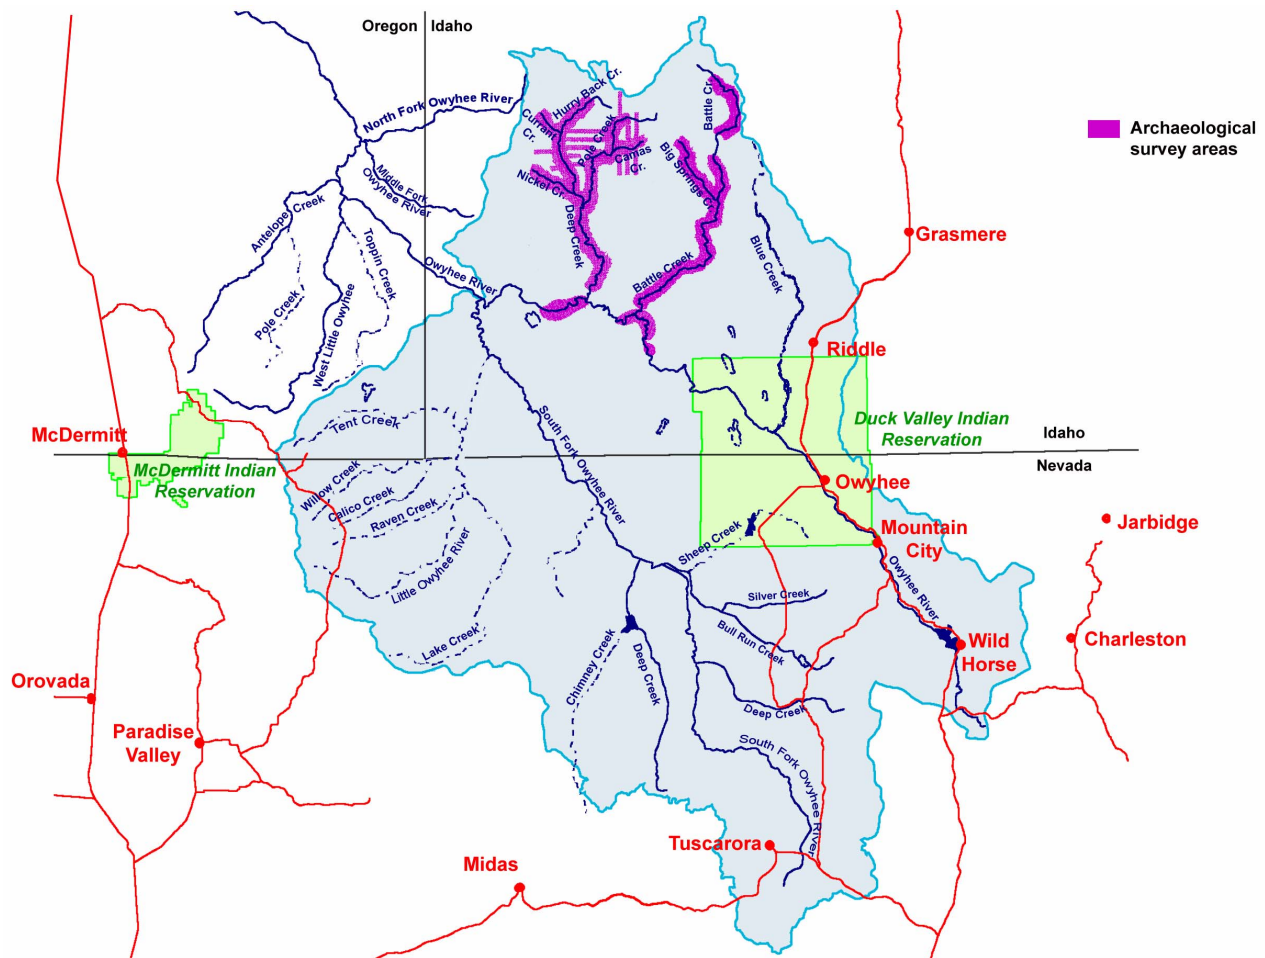 Oregon
Idaho
Hurry Back Cr.
North Fork Owyhee River
Battle Cr.
Currant
Cr.
Pole Creek
Archaeological
survey areas
Camas
Cr.
Big Springs Cr.
Middle Fork
Owyhee River
Nickel Cr.
Antelope Creek
Deep Creek
Toppin Creek
Grasmere
Blue Creek
Owyhee River
Battle Creek
Pole Creek
West Little Owyhee
Riddle
Tent Creek
South Fork Owyhee River
Duck Valley Indian
Reservation
McDermitt
Idaho
Nevada
McDermitt Indian
Reservation
Willow Creek
Owyhee
Calico Creek
Raven Creek
Sheep Creek
Mountain
City
Jarbidge
Little Owyhee River
Owyhee River
Silver Creek
Bull Run Creek
Lake Creek
Chimney Creek
Deep Creek
Wild
Horse
Charleston
Orovada
Deep Creek
Paradise
Valley
South Fork Owyhee River
Tuscarora
Midas